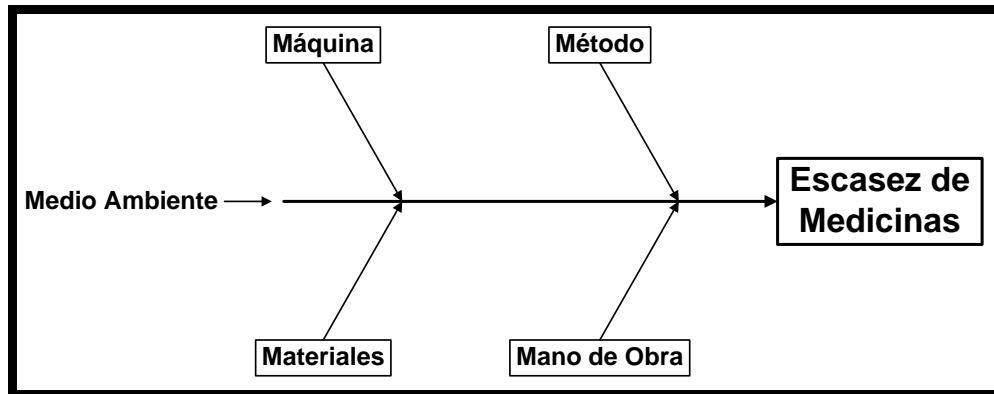 Máquina
Método
Medio Ambiente
Escasez de
Medicinas
Materiales
Mano de Obra